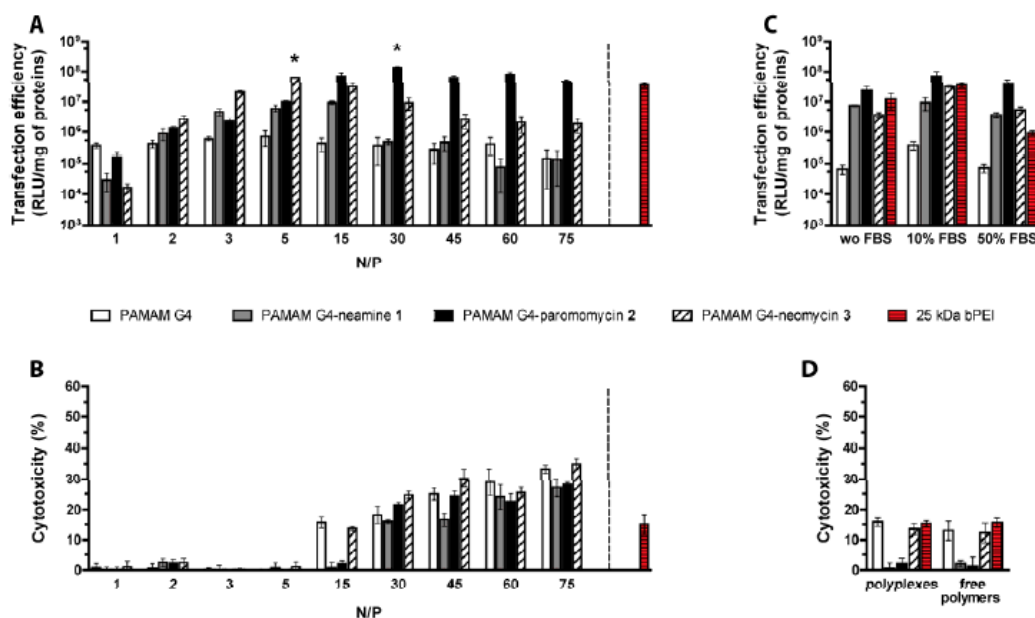 A
Transfection efficiency
(RLU/mg of proteins)
10⁹
10⁸
10⁷
10⁶
10⁵
10⁴
10³
*
*
1 2 3 5 15 30 45 60 75
N/P
C
Transfection efficiency
(RLU/mg of proteins)
10⁹
10⁸
10⁷
10⁶
10⁵
10⁴
10³
wo FBS 10% FBS 50% FBS
PAMAM G4 PAMAM G4-neamine 1 PAMAM G4-paromomycin 2 PAMAM G4-neomycin 3 25 kDa bPEI
B
Cytotoxicity (%)
60
50
40
30
20
10
0
1 2 3 5 15 30 45 60 75
N/P
D
Cytotoxicity (%)
60
50
40
30
20
10
0
polyplexes free
polymers